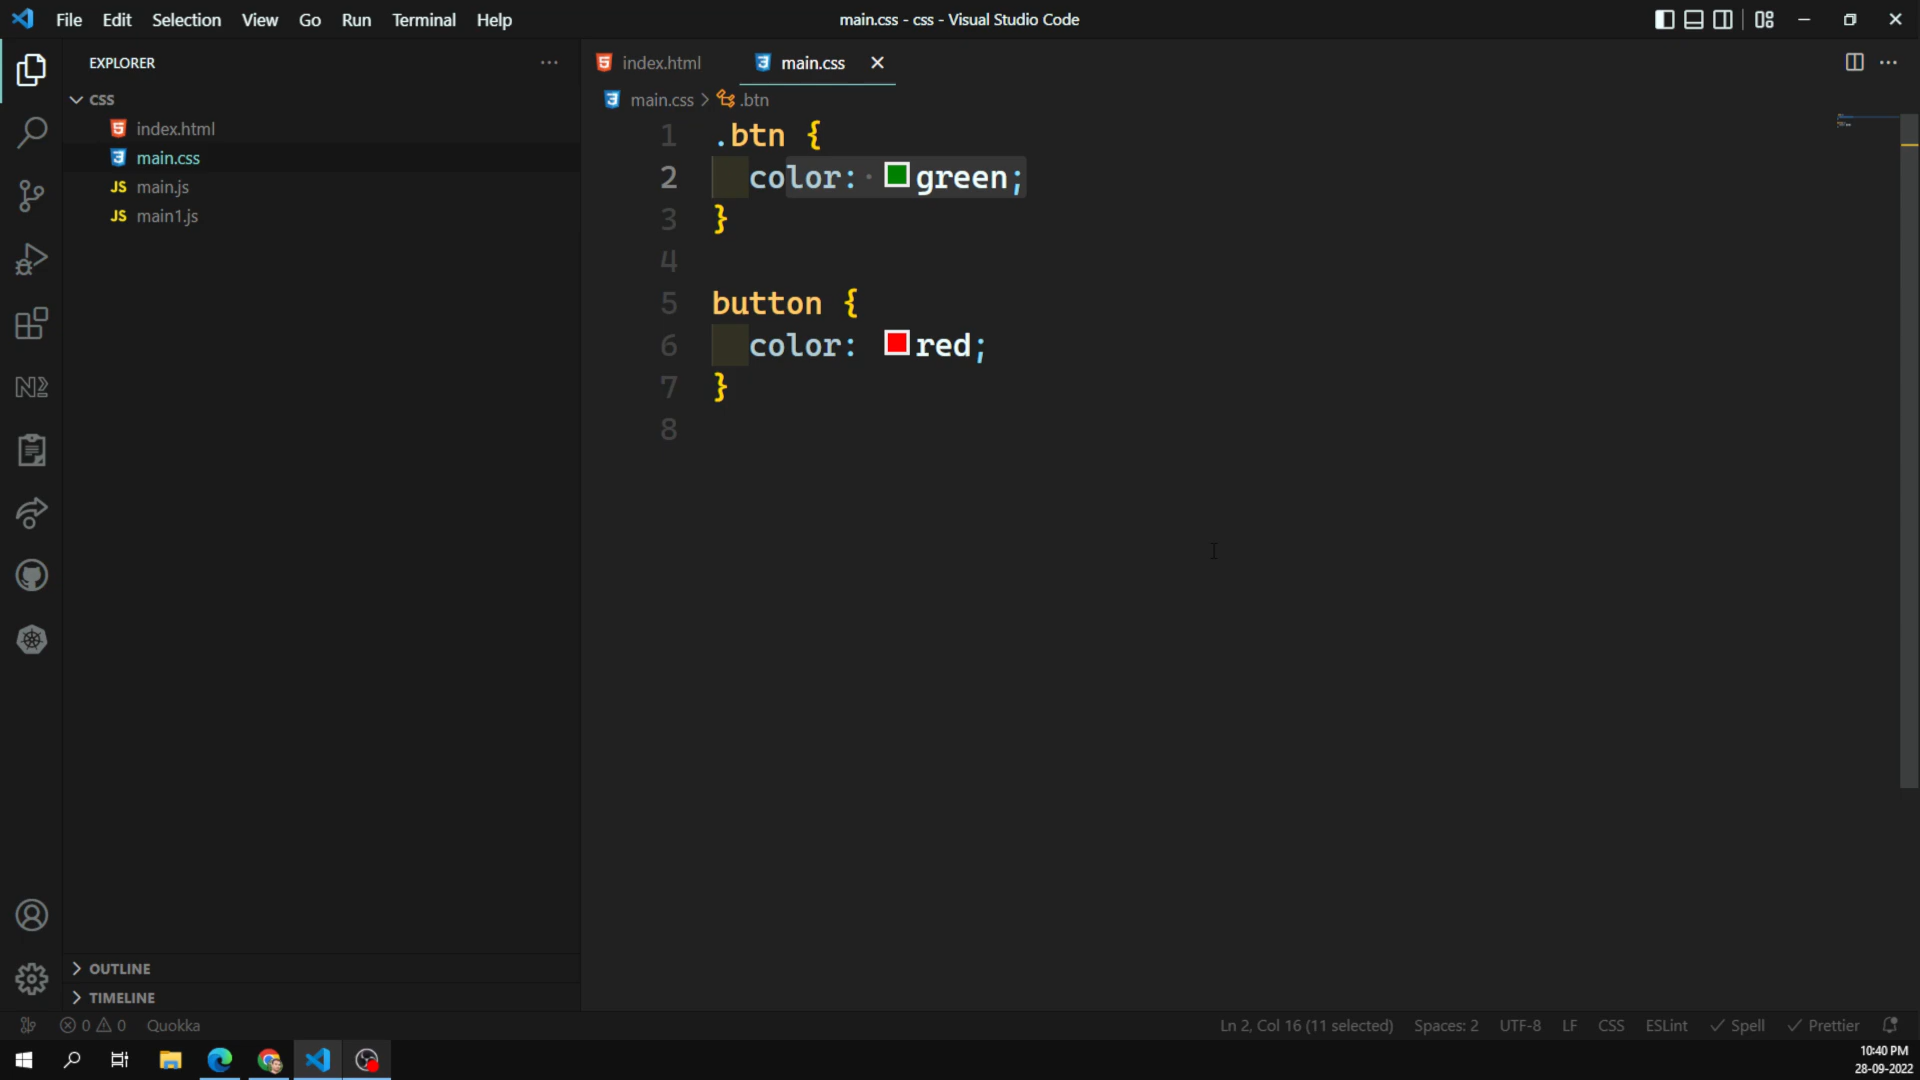 File Edit Selection View Go Run Terminal Help
main.css - css - Visual Studio Code
EXPLORER
index.html
main.css
CSS
main.css > .btn
index.html
main.css
JS main.js
JS main1.js
1 .btn {
2 color: green;
3 }
4
5 button {
6 color: red;
7 }
8
OUTLINE
TIMELINE
0 0 Quokka
Ln 2, Col 16 (11 selected) Spaces: 2 UTF-8 LF CSS ESLint Spell Prettier
10:40 PM
28-09-2022